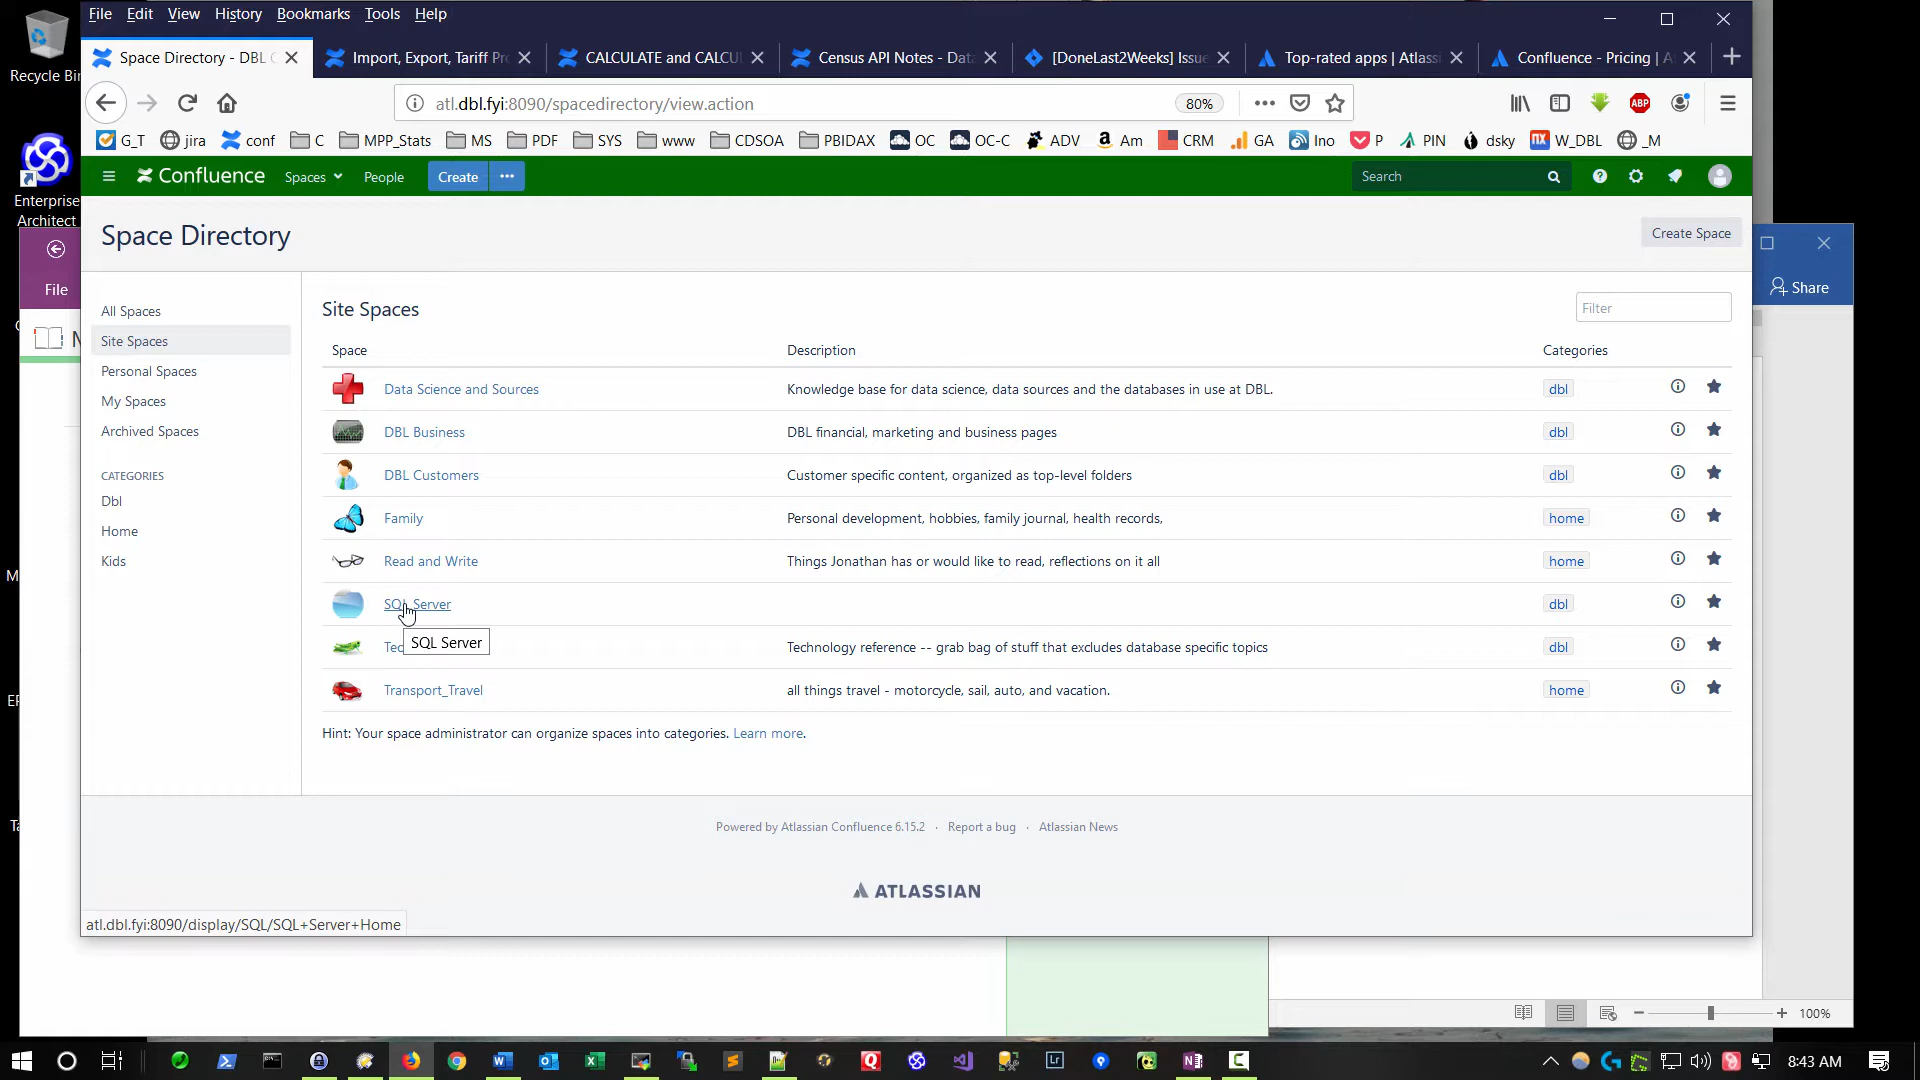 Recycle Bin
Enterprise
Architect
File Edit View History Bookmarks Tools Help
Space Directory - DBL C
Import, Export, Tariff Pr
CALCULATE and CALCU
Census API Notes - Data
[DoneLast2Weeks] Issue
Top-rated apps | Atlassi
Confluence - Pricing | A
atl.dbl.fyi:8090/spacedirectory/view.action
80%
ABP
G_T jira conf C MPP_Stats MS PDF SYS www CDSOA PBIDAX OC OC-C ADV Am CRM GA Ino P PIN dsky W_DBL _M
Confluence Spaces People Create ··· Search
Space Directory
Create Space
File
Share
All Spaces
Site Spaces
Personal Spaces
My Spaces
Archived Spaces
CATEGORIES
Dbl
Home
Kids
Site Spaces
Filter
Space Description Categories
Data Science and Sources Knowledge base for data science, data sources and the databases in use at DBL. dbl
DBL Business DBL financial, marketing and business pages dbl
DBL Customers Customer specific content, organized as top-level folders dbl
Family Personal development, hobbies, family journal, health records, home
Read and Write Things Jonathan has or would like to read, reflections on it all home
SQL Server dbl
SQL Server
Tec Technology reference -- grab bag of stuff that excludes database specific topics dbl
Transport_Travel all things travel - motorcycle, sail, auto, and vacation. home
Hint: Your space administrator can organize spaces into categories. Learn more.
Powered by Atlassian Confluence 6.15.2 · Report a bug · Atlassian News
ATLASSIAN
atl.dbl.fyi:8090/display/SQL/SQL+Server+Home
100%
8:43 AM